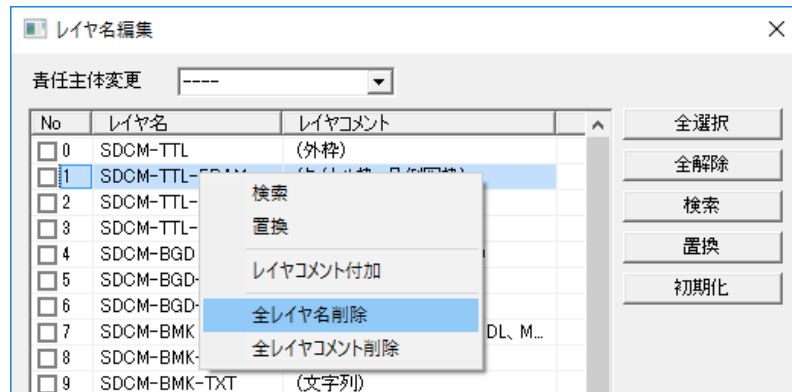 レイヤ名編集
責任主体変更 ----
No レイヤ名 レイヤコメント
全選択
全解除
検索
置換
初期化
0 SDCM-TTL (外枠)
1 SDCM-TTL-
2 SDCM-TTL-
3 SDCM-TTL-
4 SDCM-BGD
5 SDCM-BGD-
6 SDCM-BGD-
7 SDCM-BMK DL、M...
8 SDCM-BMK-
9 SDCM-BMK-TXT (文字列)
検索
置換
レイヤコメント付加
全レイヤ名削除
全レイヤコメント削除